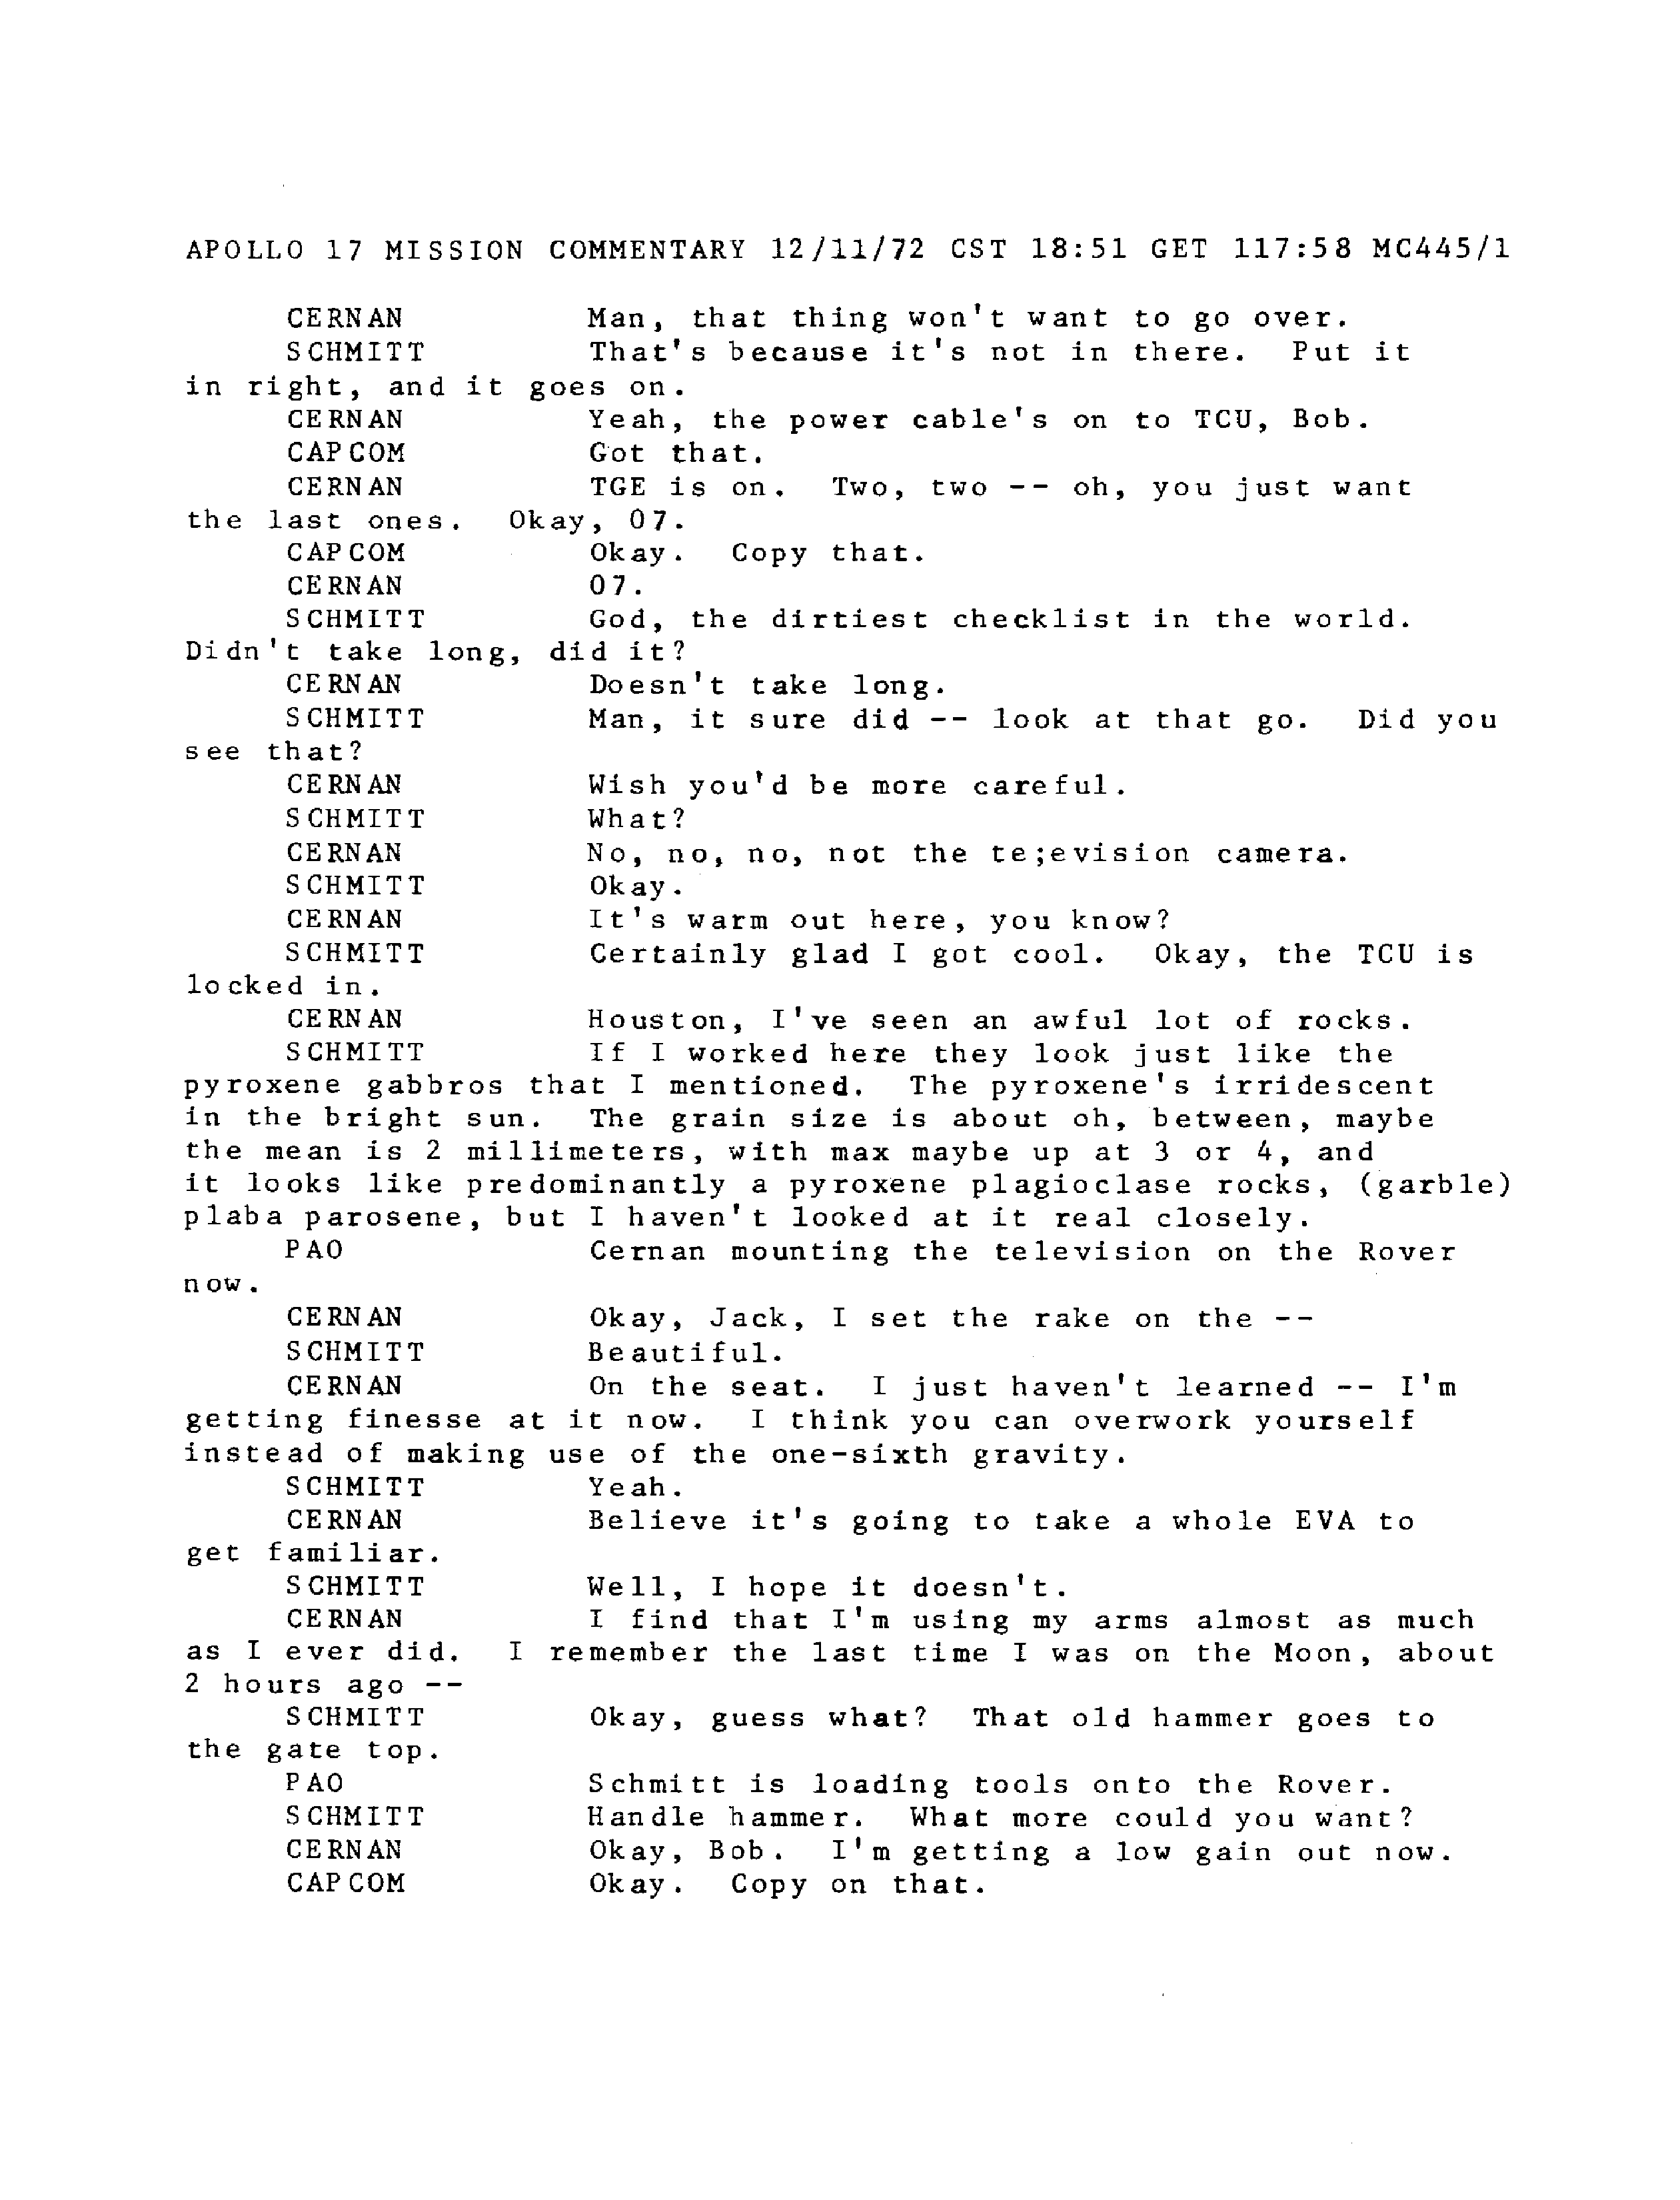 APOLLO 17 MISSION COMMENTARY 12/11/72 CST 18:51 GET 117:58 MC445/1
CERNAN Man, that thing won't want to go over.
SCHMITT That's because it's not in there. Put it
in right, and it goes on.
CERNAN Yeah, the power cable's on to TCU, Bob.
CAPCOM Got that.
CERNAN TGE is on. Two, two -- oh, you just want
the last ones. Okay, 07.
CAPCOM Okay. Copy that.
CERNAN 07.
SCHMITT God, the dirtiest checklist in the world.
Didn't take long, did it?
CERNAN Doesn't take long.
SCHMITT Man, it sure did -- look at that go. Did you
see that?
CERNAN Wish you'd be more careful.
SCHMITT What?
CERNAN No, no, no, not the te;evision camera.
SCHMITT Okay.
CERNAN It's warm out here, you know?
SCHMITT Certainly glad I got cool. Okay, the TCU is
locked in.
CERNAN Houston, I've seen an awful lot of rocks.
SCHMITT If I worked here they look just like the
pyroxene gabbros that I mentioned. The pyroxene's irridescent
in the bright sun. The grain size is about oh, between, maybe
the mean is 2 millimeters, with max maybe up at 3 or 4, and
it looks like predominantly a pyroxene plagioclase rocks, (garble)
plaba parosene, but I haven't looked at it real closely.
PAO Cernan mounting the television on the Rover
now.
CERNAN Okay, Jack, I set the rake on the --
SCHMITT Beautiful.
CERNAN On the seat. I just haven't learned -- I'm
getting finesse at it now. I think you can overwork yourself
instead of making use of the one-sixth gravity.
SCHMITT Yeah.
CERNAN Believe it's going to take a whole EVA to
get familiar.
SCHMITT Well, I hope it doesn't.
CERNAN I find that I'm using my arms almost as much
as I ever did. I remember the last time I was on the Moon, about
2 hours ago --
SCHMITT Okay, guess what? That old hammer goes to
the gate top.
PAO Schmitt is loading tools onto the Rover.
SCHMITT Handle hammer. What more could you want?
CERNAN Okay, Bob. I'm getting a low gain out now.
CAPCOM Okay. Copy on that.